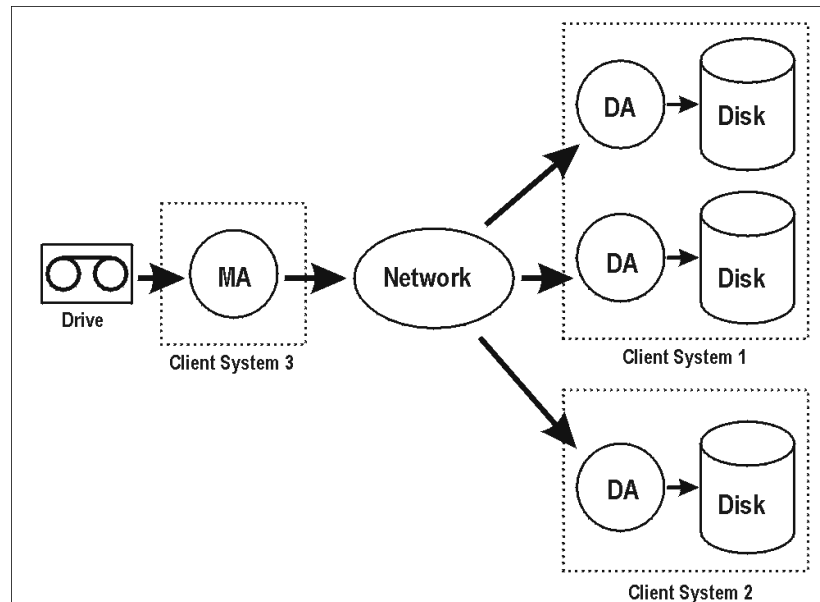 DA
Disk
MA
Network
DA
Disk
Drive
Client System 3
Client System 1
DA
Disk
Client System 2